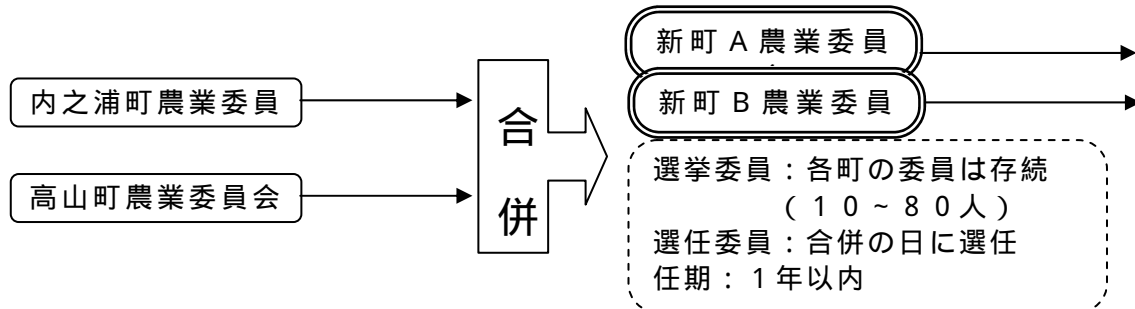 新町Ａ農業委員
内之浦町農業委員
新町Ｂ農業委員
合
併
高山町農業委員会
選挙委員：各町の委員は存続
（１０～８０人）
選任委員：合併の日に選任
任期：１年以内